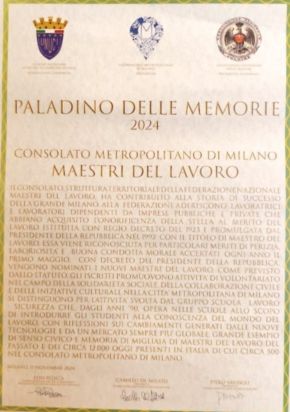 PALADINO DELLE MEMORIE
2024
CONSOLATO METROPOLITANO DI MILANO
MAESTRI DEL LAVORO
IL CONSOLATO, STRUTTURA TERRITORIALE DELLA FEDERAZIONE NAZIONALE
MAESTRI DEL LAVORO, HA CONTRIBUITO ALLA STORIA DI SUCCESSO
DELLA GRANDE MILANO. ALLA FEDERAZIONE ADERISCONO LAVORATRICI
E LAVORATORI DIPENDENTI DA IMPRESE PUBBLICHE E PRIVATE CHE
ABBIANO ACQUISITO L'ONORIFICENZA DELLA STELLA AL MERITO DEL
LAVORO ISTITUITA CON REGIO DECRETO DEL 1923 E PROMULGATA DAL
PRESIDENTE DELLA REPUBBLICA NEL 1992 CON IL TITOLO DI MAESTRO DEL
LAVORO. ESSA VIENE RICONOSCIUTA PER PARTICOLARI MERITI DI PERIZIA,
LABORIOSITÀ E BUONA CONDOTTA MORALE. ACCERTATI OGNI ANNO IL
PRIMO MAGGIO, CON DECRETO DEL PRESIDENTE DELLA REPUBBLICA,
VENGONO NOMINATI I NUOVI MAESTRI DEL LAVORO. COME PREVISTO
DALLO STATUTO, GLI ISCRITTI PROMUOVONO ATTIVITÀ DI VOLONTARIATO
NEL CAMPO DELLA SOLIDARIETÀ SOCIALE, DELLA COLLABORAZIONE CIVILE
E IN INIZIATIVE CULTURALI. NELLA CITTÀ METROPOLITANA DI MILANO
SI DISTINGUONO PER L'ATTIVITÀ SVOLTA DAL GRUPPO SCUOLA LAVORO
E SICUREZZA CHE, DAGLI ANNI '90, OPERA NELLE SCUOLE ALLO SCOPO
DI INTRODURRE GLI STUDENTI ALLA CONOSCENZA DEL MONDO DEL
LAVORO, CON RIFLESSIONI SUI CAMBIAMENTI GENERATI DALLE NUOVE
TECNOLOGIE E DA UN MERCATO SEMPRE PIÙ GLOBALE. GRANDE ESEMPIO
DI SENSO CIVICO E MEMORIA DI MIGLIAIA DI MAESTRI DEL LAVORO DEL
PASSATO E DEI CIRCA 12.000 OGGI PRESENTI IN ITALIA DI CUI CIRCA 500
NEL CONSOLATO METROPOLITANO DI MILANO.
MILANO, 11 NOVEMBRE 2024